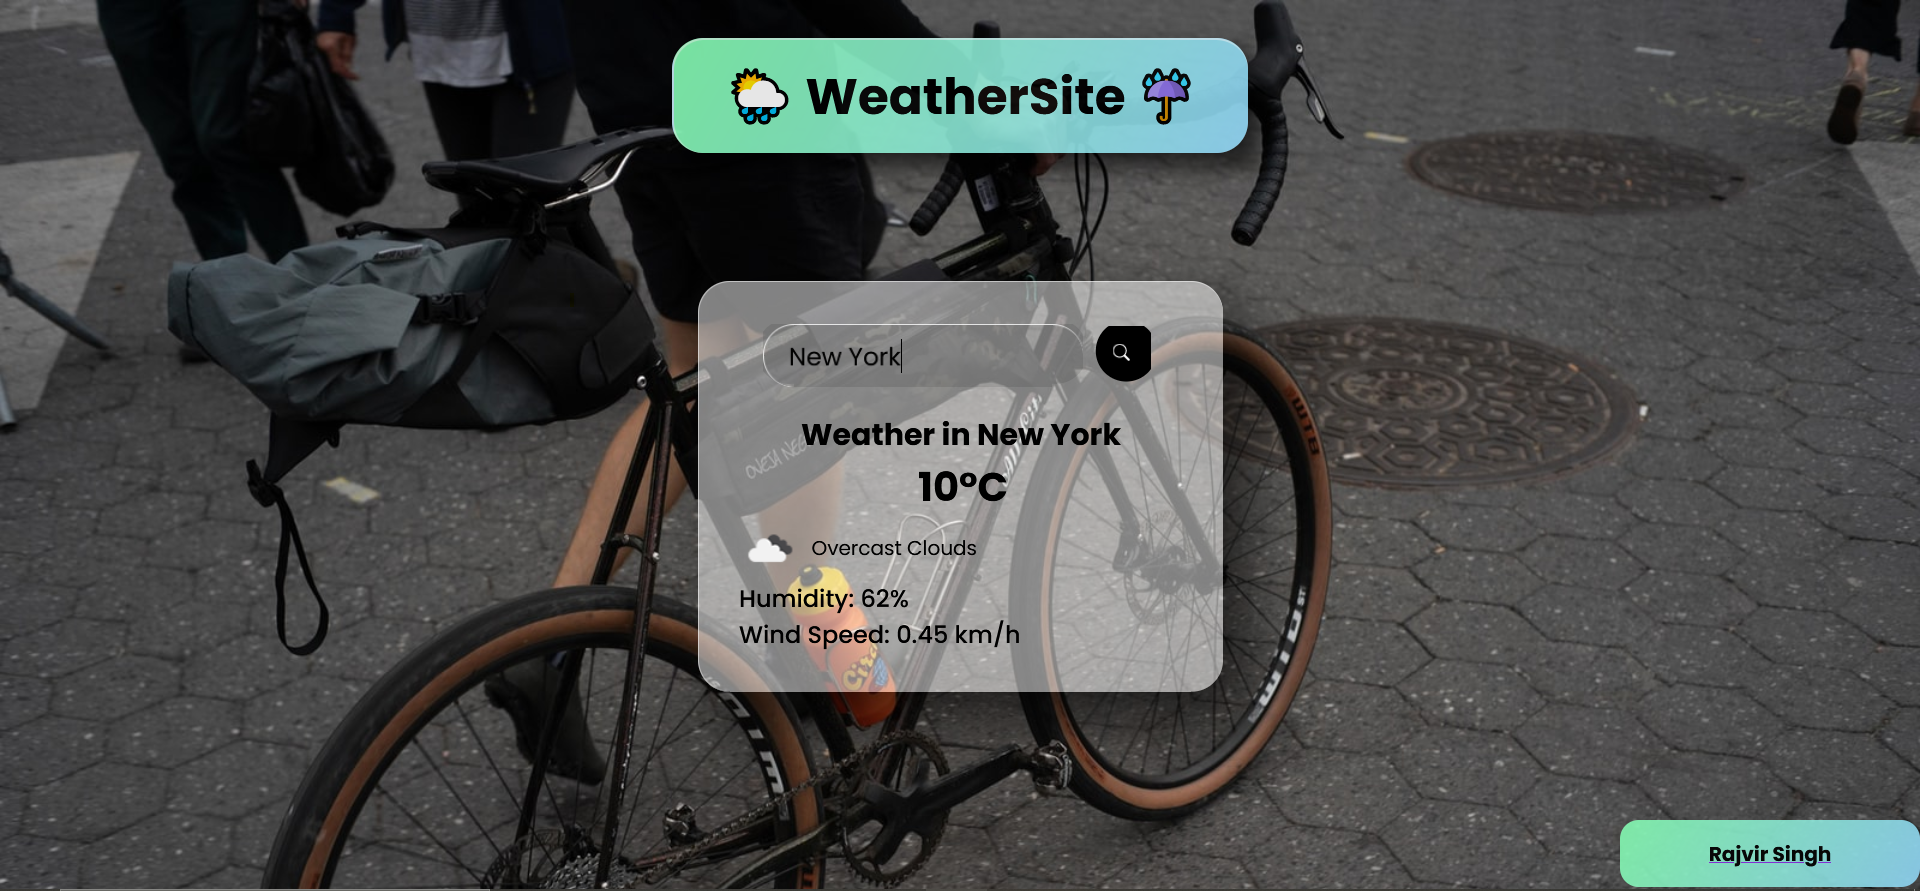 WeatherSite
New York
Weather in New York
10°C
Overcast Clouds
Humidity: 62%
Wind Speed: 0.45 km/h
WTB
Rajvir Singh